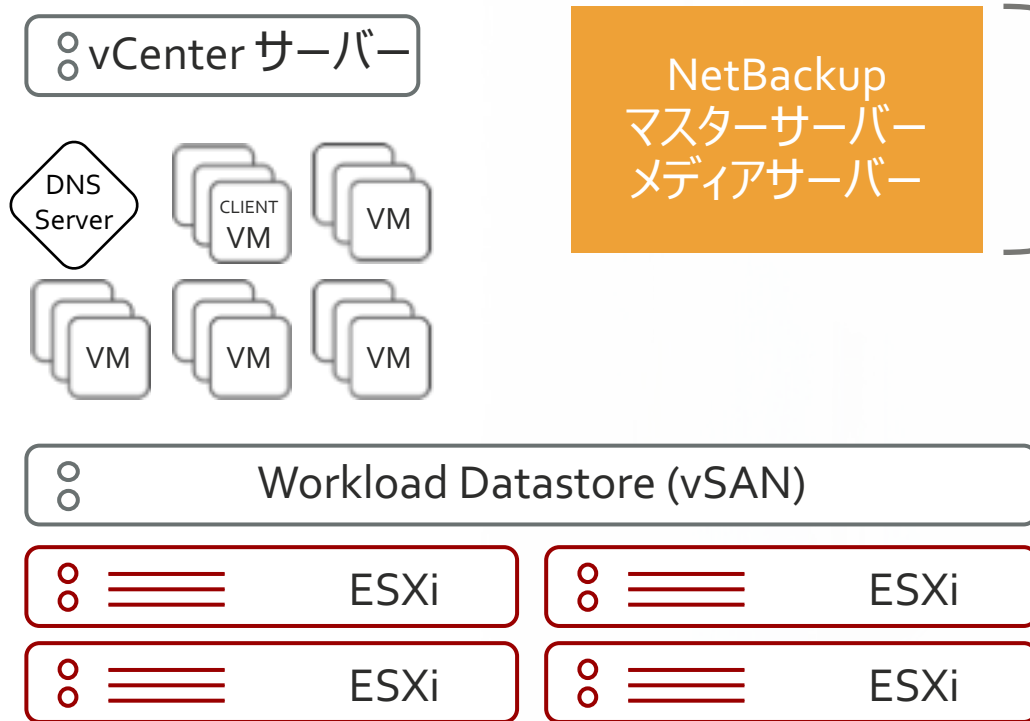 vCenter サーバー
NetBackup
マスターサーバー
メディアサーバー
DNS
Server
CLIENT
VM
VM
VM
VM
VM
Workload Datastore (vSAN)
ESXi
ESXi
ESXi
ESXi